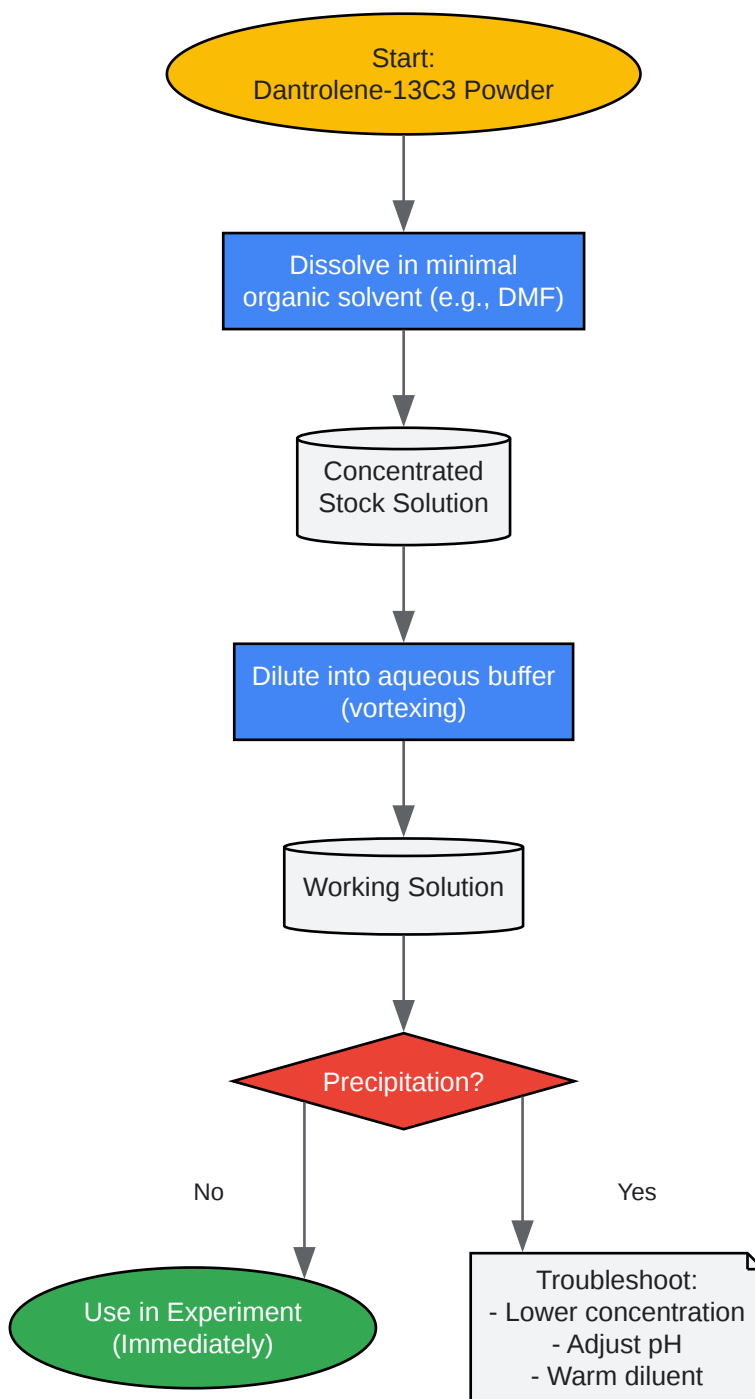 Start:
Dantrolene-13C3 Powder
Dissolve in minimal
organic solvent (e.g., DMF)
Concentrated
Stock Solution
Dilute into aqueous buffer
(vortexing)
Working Solution
Precipitation?
No
Yes
Use in Experiment
(Immediately)
Troubleshoot:
- Lower concentration
- Adjust pH
- Warm diluent